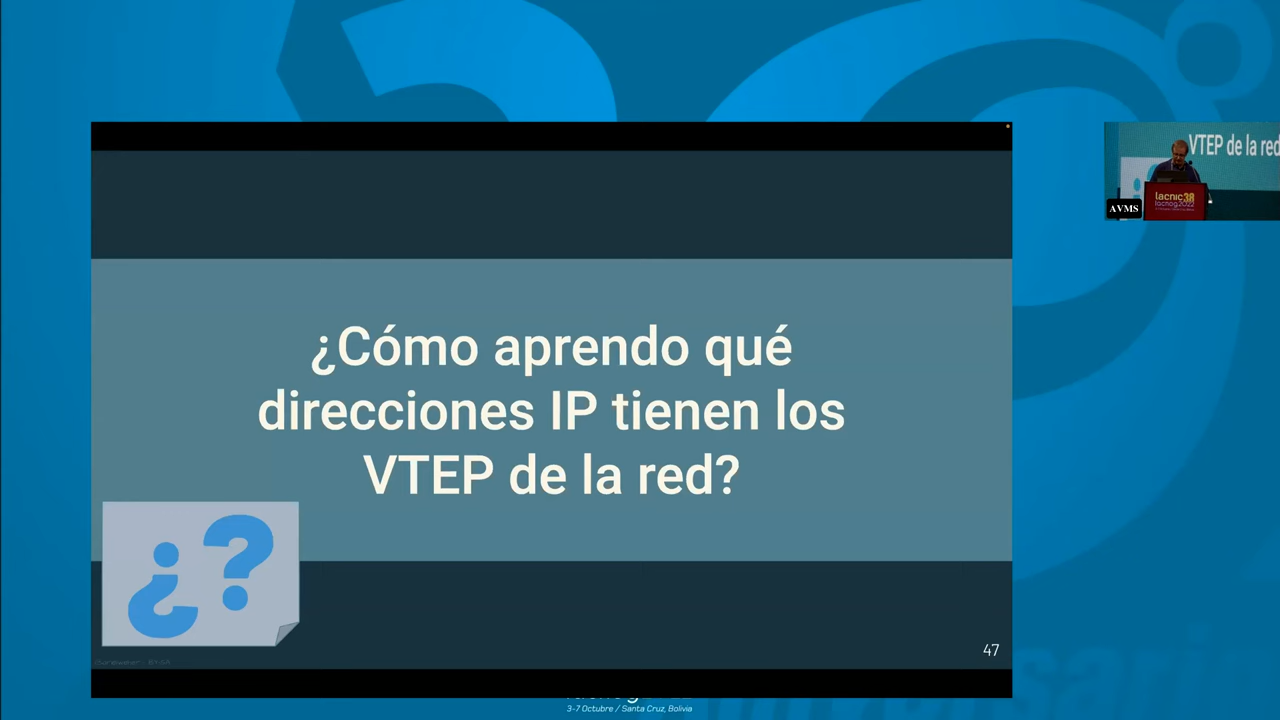 ¿Cómo aprendo qué
direcciones IP tienen los
VTEP de la red?
¿?
47
VTEP de la red
AVMS
lacnic38
lacnog2022
3-7 Octubre / Santa Cruz, Bolivia